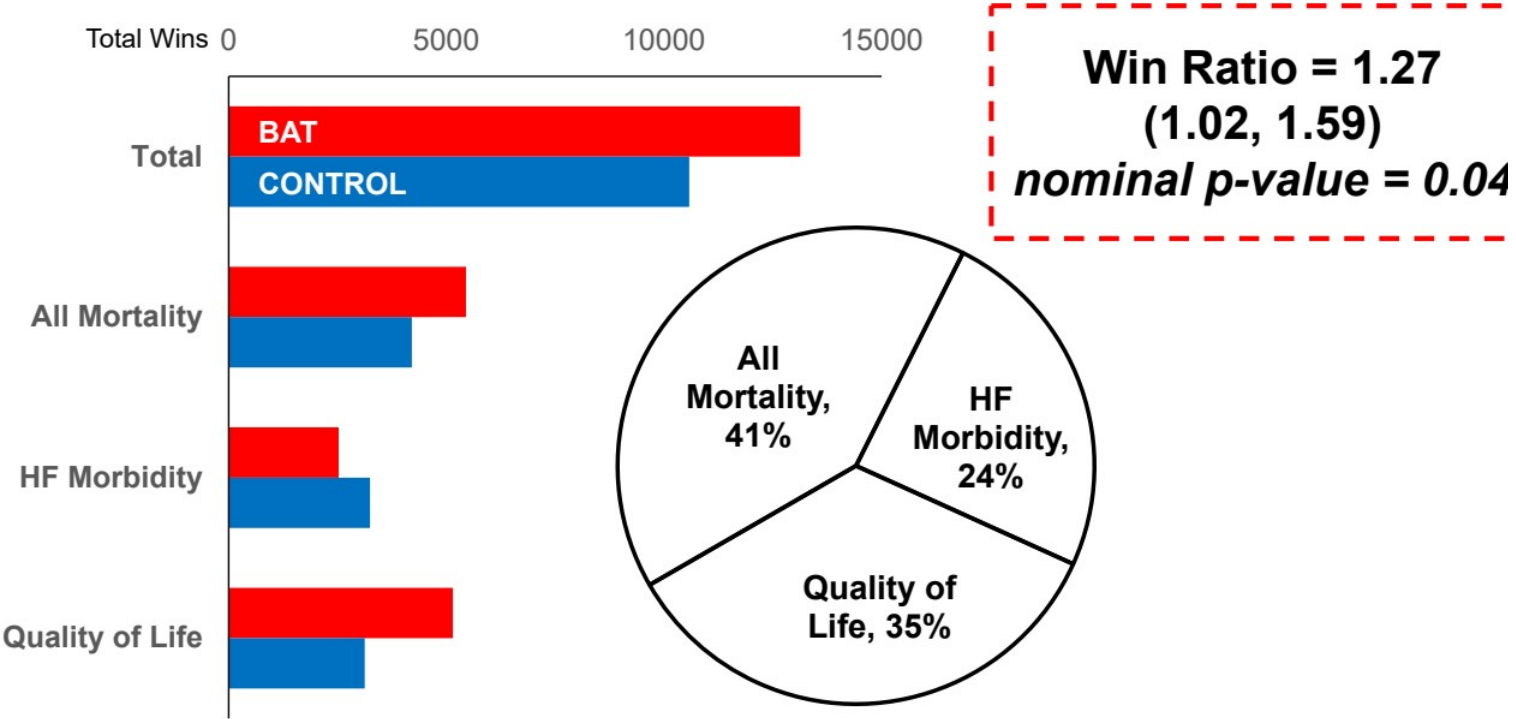 Total Wins 0 5000 10000 15000
Win Ratio = 1.27
(1.02, 1.59)
nominal p-value = 0.04
Total
BAT
CONTROL
All Mortality
HF Morbidity
Quality of Life
All
Mortality,
41%
HF
Morbidity,
24%
Quality of
Life, 35%